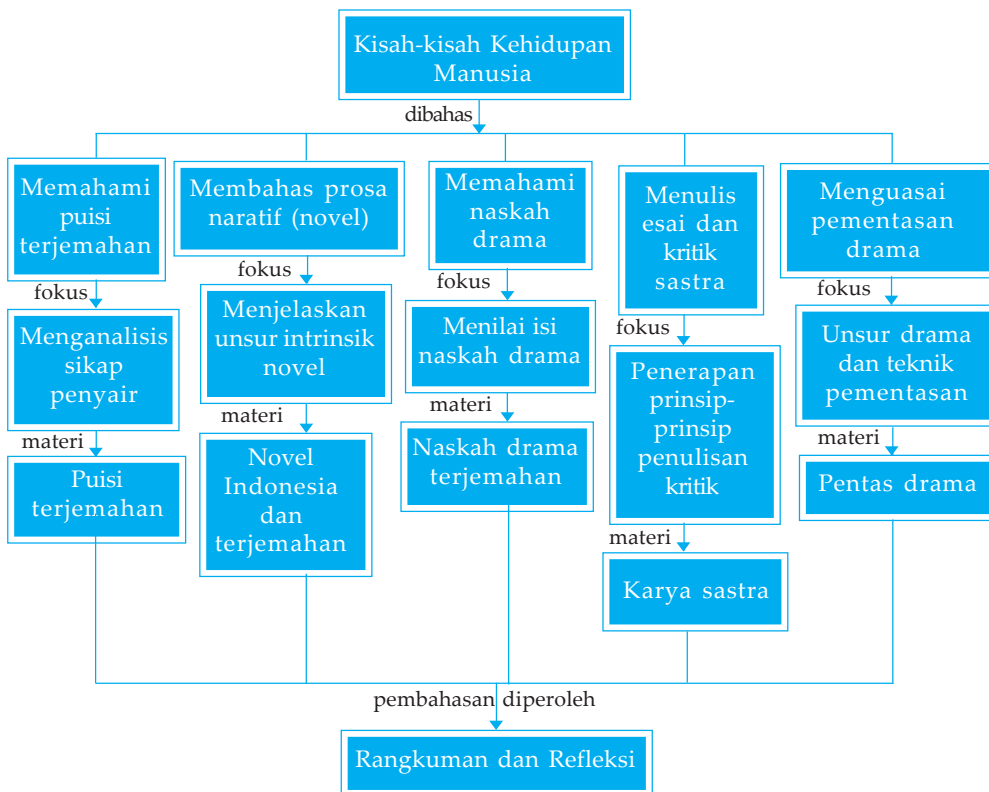 Kisah-kisah Kehidupan
Manusia
dibahas
Memahami
puisi
terjemahan
fokus
Menganalisis
sikap
penyair
materi
Puisi
terjemahan
Membahas prosa
naratif (novel)
fokus
Menjelaskan
unsur intrinsik
novel
materi
Novel
Indonesia
dan
terjemahan
Memahami
naskah
drama
fokus
Menilai isi
naskah drama
materi
Naskah drama
terjemahan
Menulis
esai dan
kritik
sastra
fokus
Penerapan
prinsip-
prinsip
penulisan
kritik
materi
Karya sastra
Menguasai
pementasan
drama
fokus
Unsur drama
dan teknik
pementasan
materi
Pentas drama
pembahasan diperoleh
Rangkuman dan Refleksi